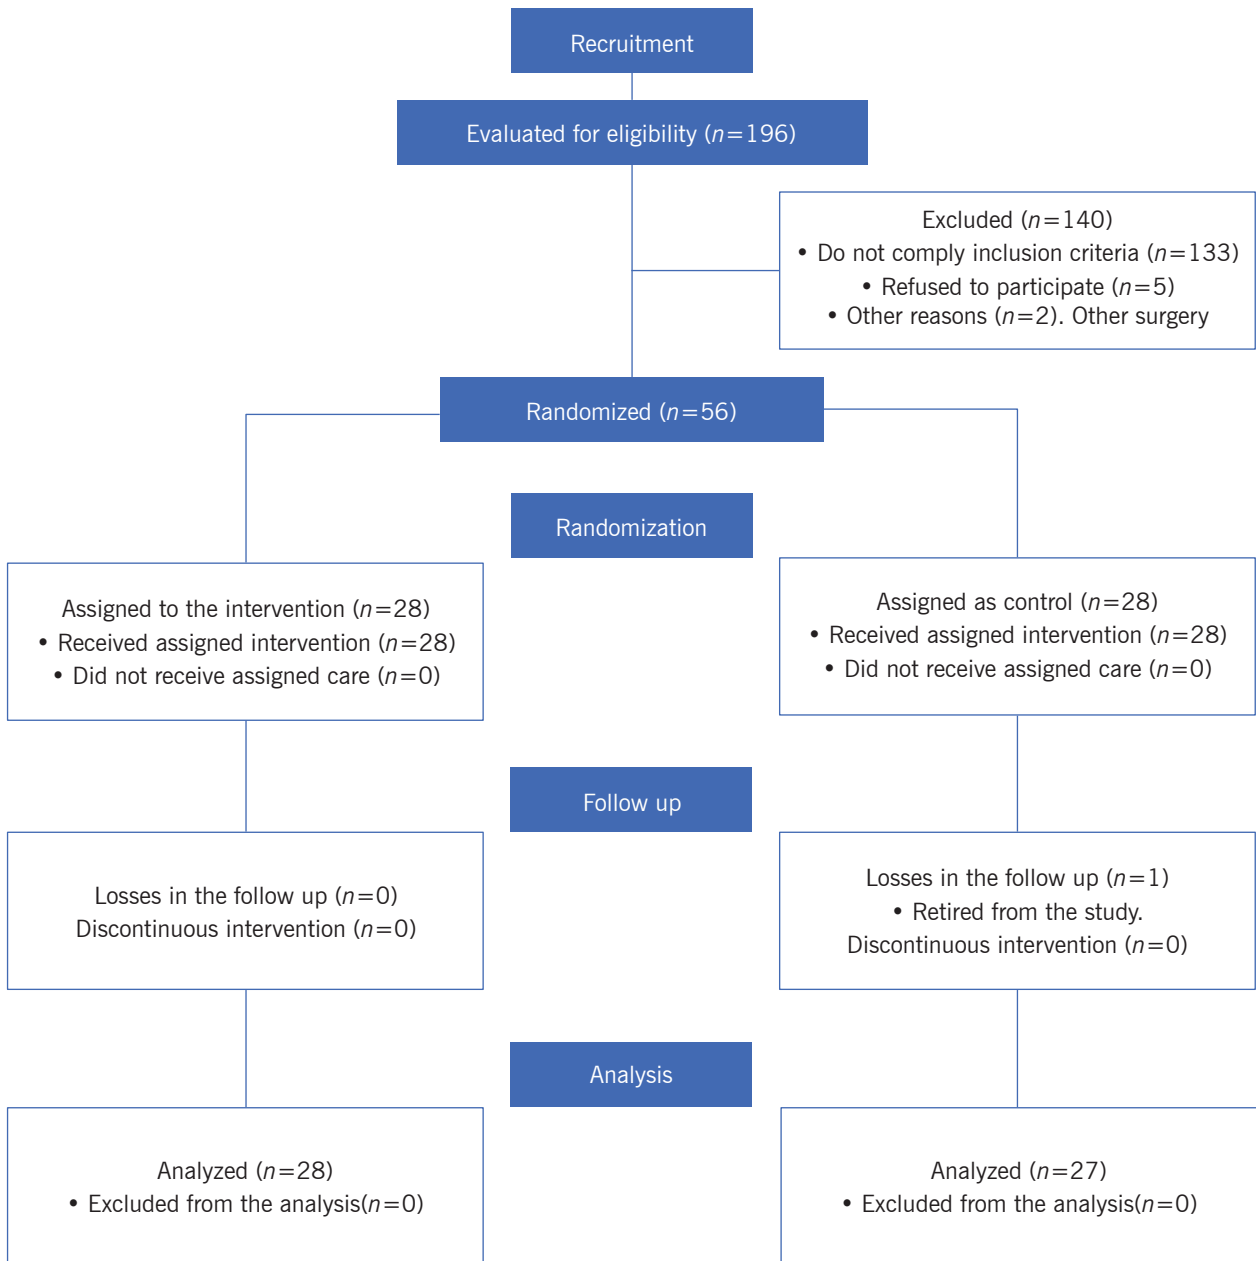 Recruitment
Evaluated for eligibility (n=196)
Excluded (n=140)
• Do not comply inclusion criteria (n=133)
• Refused to participate (n=5)
• Other reasons (n=2). Other surgery
Randomized (n=56)
Randomization
Assigned to the intervention (n=28)
• Received assigned intervention (n=28)
• Did not receive assigned care (n=0)
Assigned as control (n=28)
• Received assigned intervention (n=28)
• Did not receive assigned care (n=0)
Follow up
Losses in the follow up (n=0)
Discontinuous intervention (n=0)
Losses in the follow up (n=1)
• Retired from the study.
Discontinuous intervention (n=0)
Analysis
Analyzed (n=28)
• Excluded from the analysis(n=0)
Analyzed (n=27)
• Excluded from the analysis(n=0)